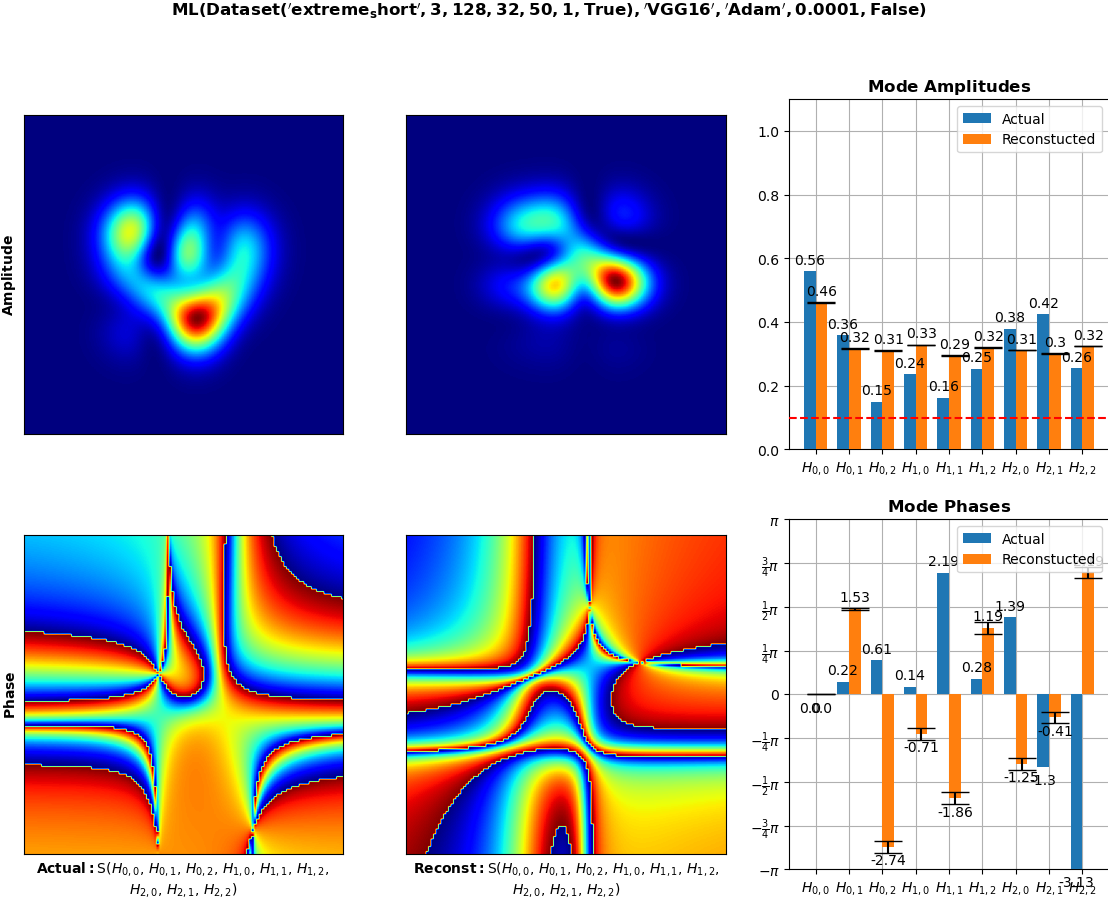 ML(Dataset('extreme_short', 3, 128, 32, 50, 1, True), 'VGG16', 'Adam', 0.0001, False)
Amplitude
Mode Amplitudes
Actual
Reconstucted
1.0
0.8
0.6
0.4
0.2
0.0
0.56
0.46
0.36
0.32
0.15
0.31
0.24
0.33
0.16
0.29
0.25
0.32
0.38
0.31
0.42
0.3
0.26
0.32
H0,0 H0,1 H0,2 H1,0 H1,1 H1,2 H2,0 H2,1 H2,2
Phase
Mode Phases
Actual
Reconstucted
π
3/4π
1/2π
1/4π
0
−1/4π
−1/2π
−3/4π
−π
0.0
0.0
0.22
1.53
0.61
-2.74
0.14
-0.71
2.19
-1.86
0.28
1.19
1.39
-1.25
-1.3
-0.41
-3.13
H0,0 H0,1 H0,2 H1,0 H1,1 H1,2 H2,0 H2,1 H2,2
Actual: S(H0,0, H0,1, H0,2, H1,0, H1,1, H1,2,
H2,0, H2,1, H2,2)
Reconst: S(H0,0, H0,1, H0,2, H1,0, H1,1, H1,2,
H2,0, H2,1, H2,2)